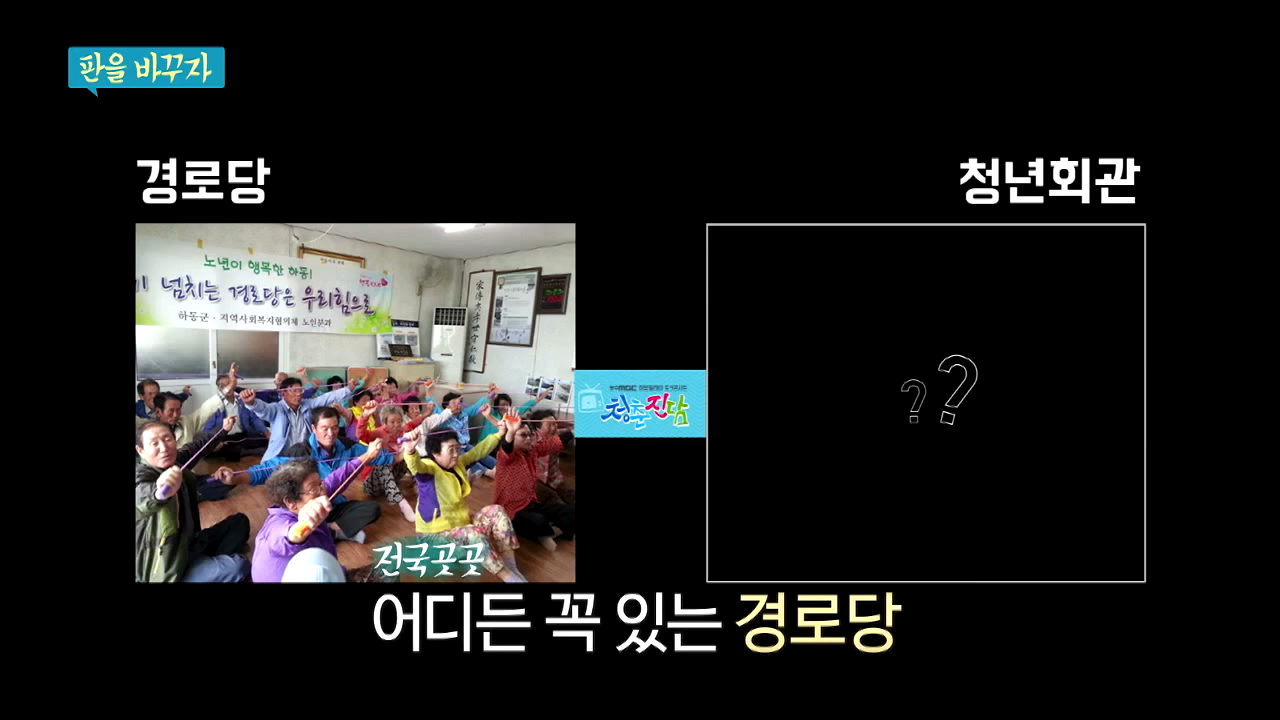 판을 바꾸자
경로당
청년회관
노년이 행복한 하동!
기 넘치는 경로당은 우리힘으로
하동군 · 지역사회복지협의체 노인분과
MBC
청춘진담
? ?
전국곳곳
어디든 꼭 있는 경로당